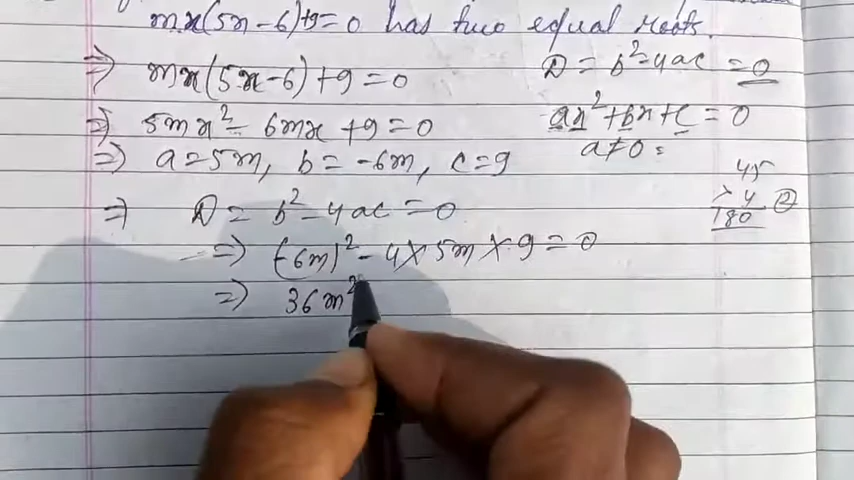 mx(5x-6)+9=0 has two equal roots.
⇒ mx(5x-6)+9=0 D = b²-4ac = 0
⇒ 5mx² - 6mx + 9 = 0 ax²+bx+c = 0
⇒ a=5m, b= -6m, c=9 a≠0 =
45
× 4
180 ②
⇒ D = b²-4ac = 0
⇒ (-6m)² - 4×5m×9 = 0
⇒ 36m²